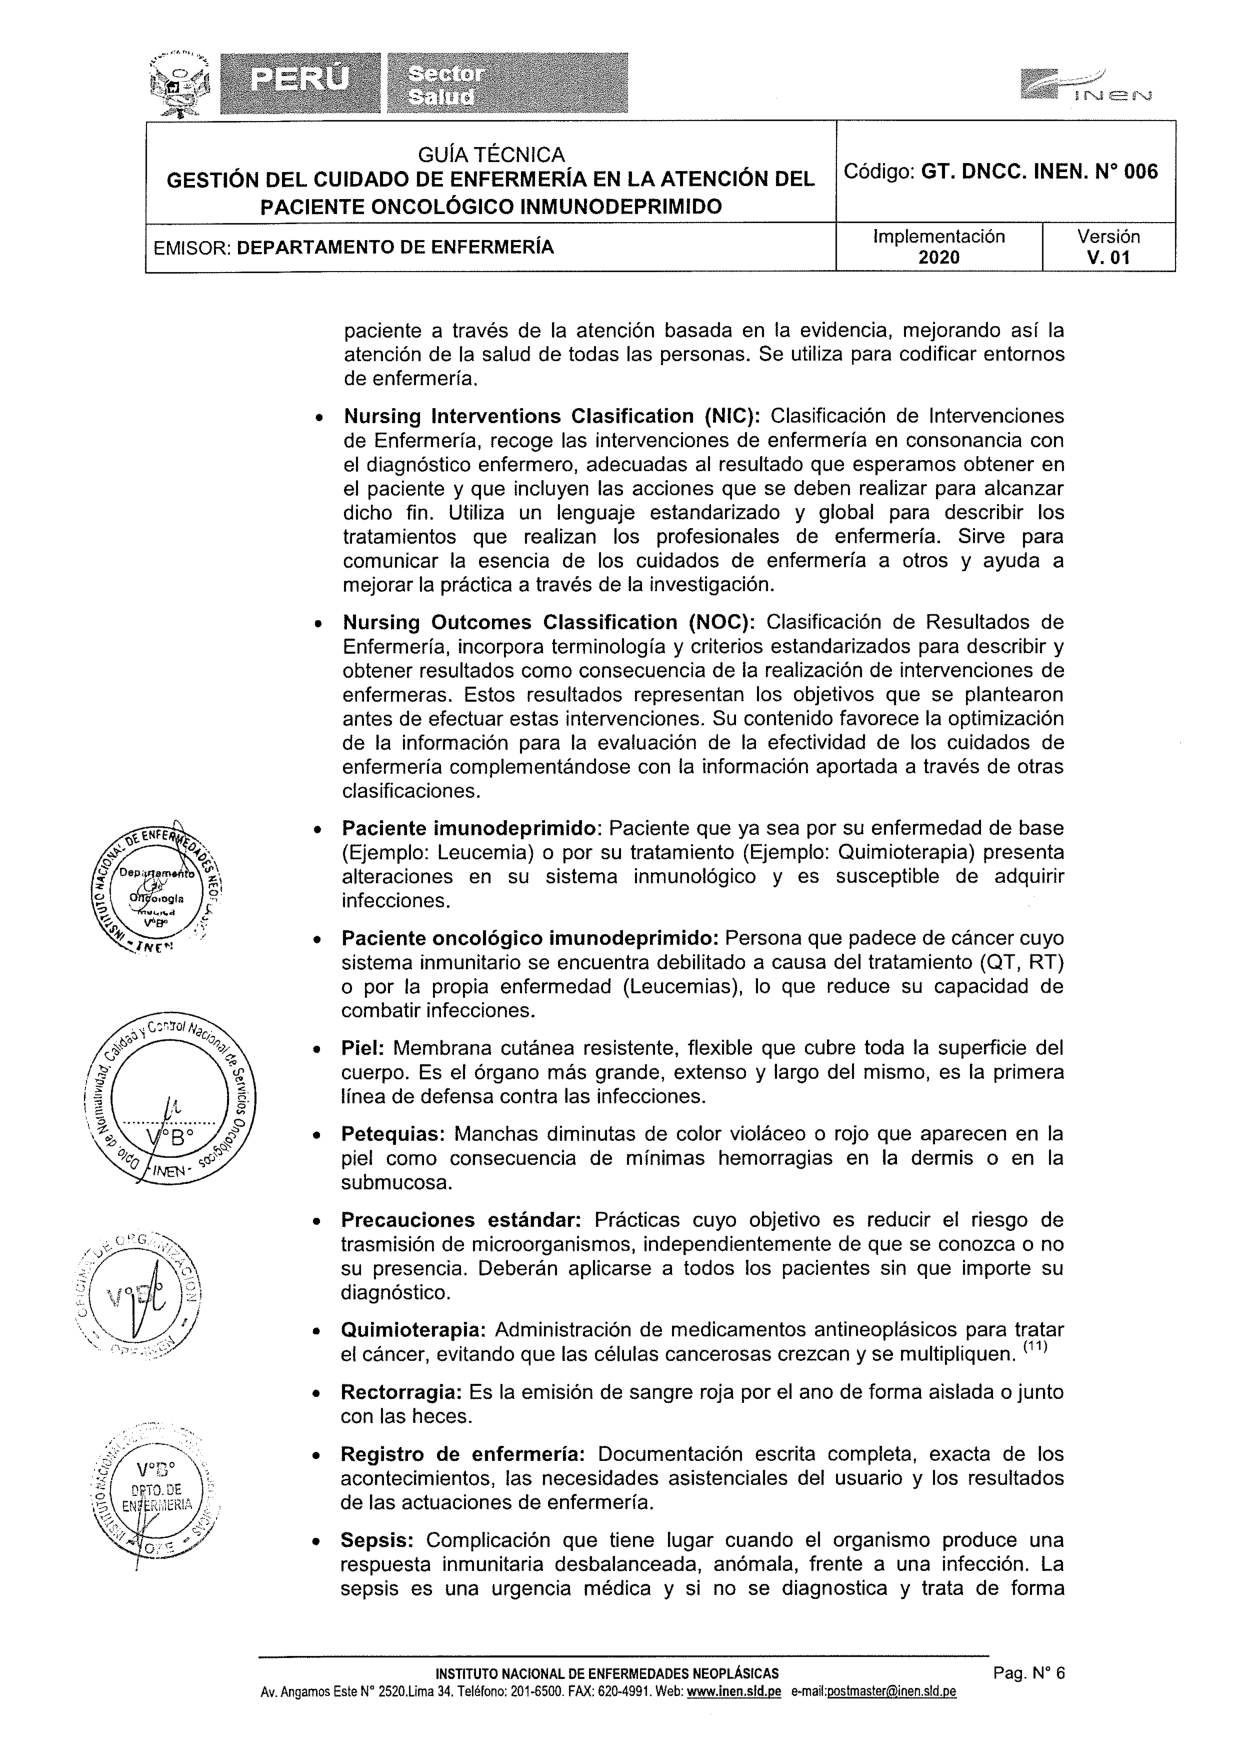 PERÚ
Sector
Salud
INEN
GUÍA TÉCNICA
GESTIÓN DEL CUIDADO DE ENFERMERÍA EN LA ATENCIÓN DEL
PACIENTE ONCOLÓGICO INMUNODEPRIMIDO
Código: GT. DNCC. INEN. N° 006
EMISOR: DEPARTAMENTO DE ENFERMERÍA
Implementación
2020
Versión
V. 01
paciente a través de la atención basada en la evidencia, mejorando así la
atención de la salud de todas las personas. Se utiliza para codificar entornos
de enfermería.
• Nursing Interventions Clasification (NIC): Clasificación de Intervenciones
de Enfermería, recoge las intervenciones de enfermería en consonancia con
el diagnóstico enfermero, adecuadas al resultado que esperamos obtener en
el paciente y que incluyen las acciones que se deben realizar para alcanzar
dicho fin. Utiliza un lenguaje estandarizado y global para describir los
tratamientos que realizan los profesionales de enfermería. Sirve para
comunicar la esencia de los cuidados de enfermería a otros y ayuda a
mejorar la práctica a través de la investigación.
• Nursing Outcomes Classification (NOC): Clasificación de Resultados de
Enfermería, incorpora terminología y criterios estandarizados para describir y
obtener resultados como consecuencia de la realización de intervenciones de
enfermeras. Estos resultados representan los objetivos que se plantearon
antes de efectuar estas intervenciones. Su contenido favorece la optimización
de la información para la evaluación de la efectividad de los cuidados de
enfermería complementándose con la información aportada a través de otras
clasificaciones.
• Paciente imunodeprimido: Paciente que ya sea por su enfermedad de base
(Ejemplo: Leucemia) o por su tratamiento (Ejemplo: Quimioterapia) presenta
alteraciones en su sistema inmunológico y es susceptible de adquirir
infecciones.
• Paciente oncológico imunodeprimido: Persona que padece de cáncer cuyo
sistema inmunitario se encuentra debilitado a causa del tratamiento (QT, RT)
o por la propia enfermedad (Leucemias), lo que reduce su capacidad de
combatir infecciones.
• Piel: Membrana cutánea resistente, flexible que cubre toda la superficie del
cuerpo. Es el órgano más grande, extenso y largo del mismo, es la primera
línea de defensa contra las infecciones.
• Petequias: Manchas diminutas de color violáceo o rojo que aparecen en la
piel como consecuencia de mínimas hemorragias en la dermis o en la
submucosa.
• Precauciones estándar: Prácticas cuyo objetivo es reducir el riesgo de
trasmisión de microorganismos, independientemente de que se conozca o no
su presencia. Deberán aplicarse a todos los pacientes sin que importe su
diagnóstico.
• Quimioterapia: Administración de medicamentos antineoplásicos para tratar
el cáncer, evitando que las células cancerosas crezcan y se multipliquen. (11)
• Rectorragia: Es la emisión de sangre roja por el ano de forma aislada o junto
con las heces.
• Registro de enfermería: Documentación escrita completa, exacta de los
acontecimientos, las necesidades asistenciales del usuario y los resultados
de las actuaciones de enfermería.
• Sepsis: Complicación que tiene lugar cuando el organismo produce una
respuesta inmunitaria desbalanceada, anómala, frente a una infección. La
sepsis es una urgencia médica y si no se diagnostica y trata de forma
INSTITUTO NACIONAL DE ENFERMEDADES NEOPLÁSICAS
Departamento
Oncología
V°B°
- INEN
Dpto. de Normatividad, Calidad y Control Nacional de Servicios Oncológicos
V°B°
- INEN -
OFICINA DE ORGANIZACION
V°B°
V°B°
DPTO. DE
ENFERMERIA
INSTITUTO NACIONAL DE ENFERMEDADES NEOPLÁSICAS
Av. Angamos Este N° 2520.Lima 34. Teléfono: 201-6500. FAX: 620-4991. Web: www.inen.sld.pe e-mail:postmaster@inen.sld.pe
Pag. N° 6